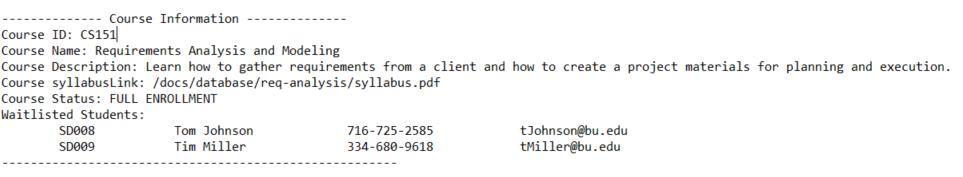 -------------- Course Information --------------
Course ID: CS151
Course Name: Requirements Analysis and Modeling
Course Description: Learn how to gather requirements from a client and how to create a project materials for planning and execution.
Course syllabusLink: /docs/database/req-analysis/syllabus.pdf
Course Status: FULL ENROLLMENT
Waitlisted Students:
SD008 Tom Johnson 716-725-2585 tJohnson@bu.edu
SD009 Tim Miller 334-680-9618 tMiller@bu.edu
-------------------------------------------------------